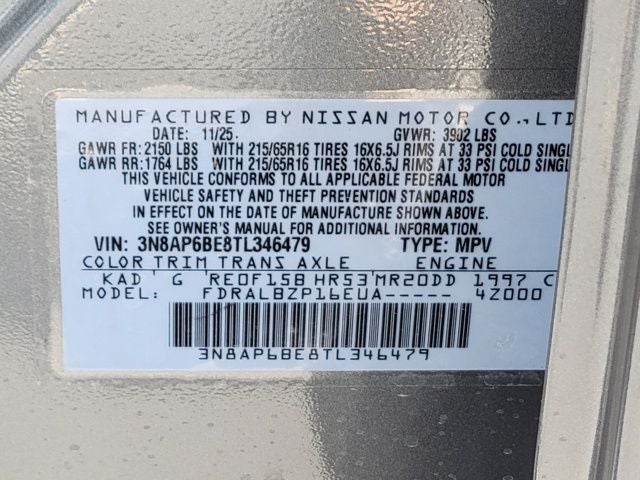 MANUFACTURED BY NISSAN MOTOR CO., LTD
DATE: 11/25 GVWR: 3902 LBS
GAWR FR: 2150 LBS WITH 215/65R16 TIRES 16X6.5J RIMS AT 33 PSI COLD SINGL
GAWR RR: 1764 LBS WITH 215/65R16 TIRES 16X6.5J RIMS AT 33 PSI COLD SINGL
THIS VEHICLE CONFORMS TO ALL APPLICABLE FEDERAL MOTOR
VEHICLE SAFETY AND THEFT PREVENTION STANDARDS
IN EFFECT ON THE DATE OF MANUFACTURE SHOWN ABOVE.
SEE OWNER'S MANUAL FOR ADDITIONAL INFORMATION.
VIN: 3N8AP6BE8TL346479 TYPE: MPV
COLOR TRIM TRANS AXLE ENGINE
KAD G RE0F15B HR53 MR20DD 1997 C
MODEL: FDRALBZP16EUA----- 4Z000
3N8AP6BE8TL346479